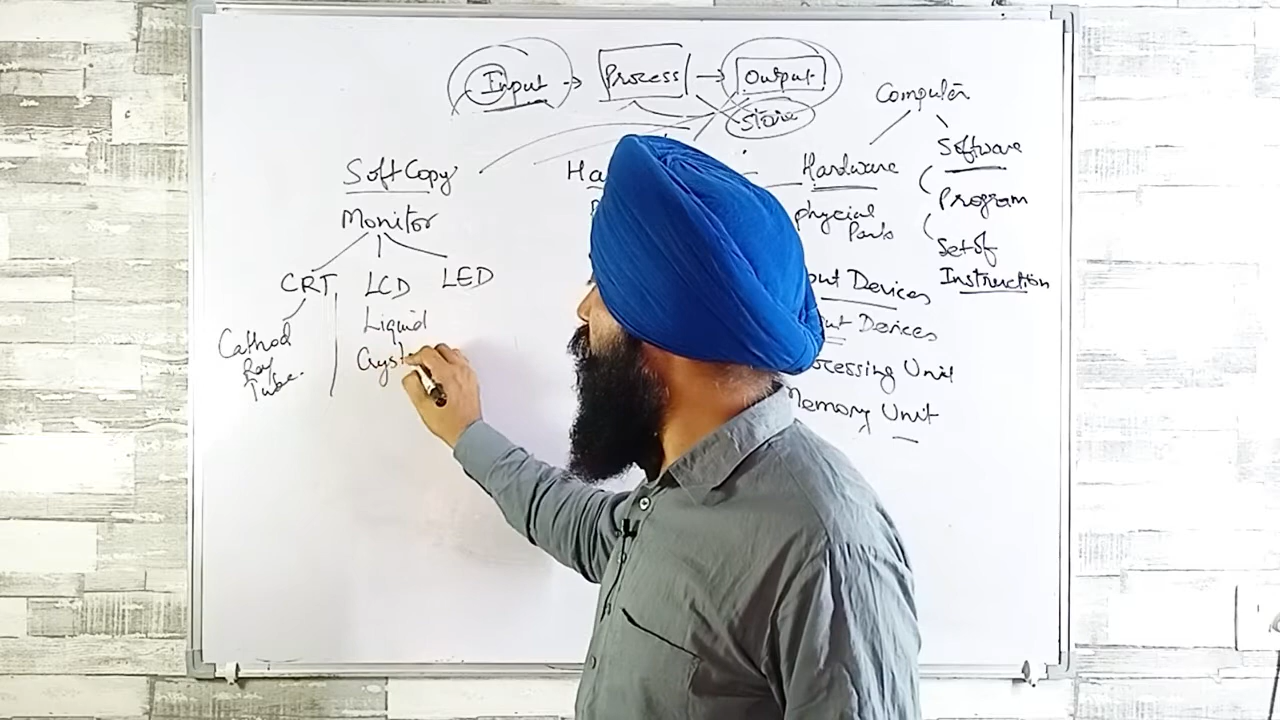 Input → Process → Output
Store
Computer
Hardware
Software
physcial
Parts
Program
Set of
Instruction
Devices
Devices
Unit
Memory Unit
Soft Copy
Monitor
CRT LCD LED
Cathod
Ray
Tube
Liquid